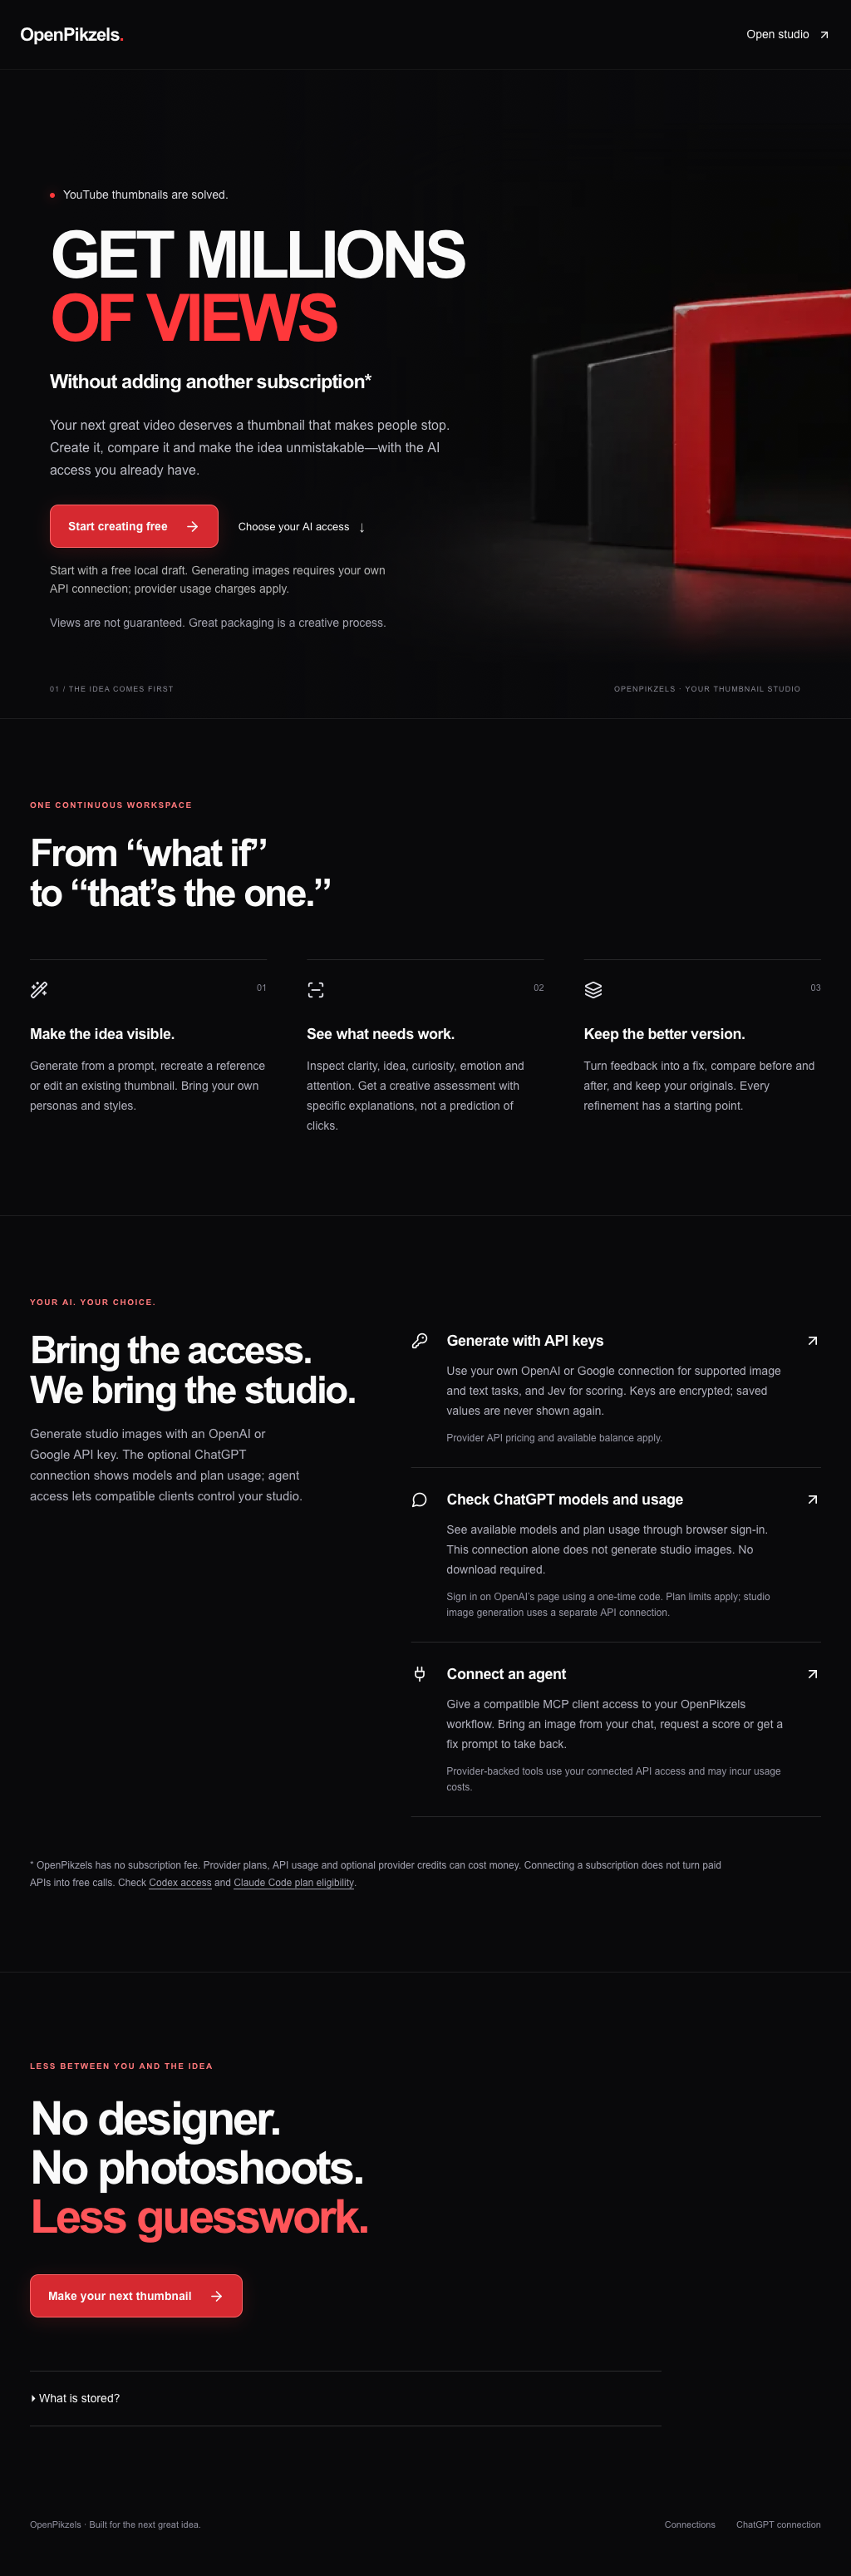 OpenPikzels.
Open studio
YouTube thumbnails are solved.
GET MILLIONS
OF VIEWS
Without adding another subscription*
Your next great video deserves a thumbnail that makes people stop.
Create it, compare it and make the idea unmistakable—with the AI
access you already have.
Start creating free →
Choose your AI access ↓
Start with a free local draft. Generating images requires your own
API connection; provider usage charges apply.
Views are not guaranteed. Great packaging is a creative process.
01 / THE IDEA COMES FIRST
OPENPIKZELS · YOUR THUMBNAIL STUDIO
ONE CONTINUOUS WORKSPACE
From “what if”
to “that’s the one.”
01
Make the idea visible.
Generate from a prompt, recreate a reference
or edit an existing thumbnail. Bring your own
personas and styles.
02
See what needs work.
Inspect clarity, idea, curiosity, emotion and
attention. Get a creative assessment with
specific explanations, not a prediction of
clicks.
03
Keep the better version.
Turn feedback into a fix, compare before and
after, and keep your originals. Every
refinement has a starting point.
YOUR AI. YOUR CHOICE.
Bring the access.
We bring the studio.
Generate studio images with an OpenAI or
Google API key. The optional ChatGPT
connection shows models and plan usage; agent
access lets compatible clients control your studio.
Generate with API keys
Use your own OpenAI or Google connection for supported image
and text tasks, and Jev for scoring. Keys are encrypted; saved
values are never shown again.
Provider API pricing and available balance apply.
Check ChatGPT models and usage
See available models and plan usage through browser sign-in.
This connection alone does not generate studio images. No
download required.
Sign in on OpenAI’s page using a one-time code. Plan limits apply; studio
image generation uses a separate API connection.
Connect an agent
Give a compatible MCP client access to your OpenPikzels
workflow. Bring an image from your chat, request a score or get a
fix prompt to take back.
Provider-backed tools use your connected API access and may incur usage
costs.
* OpenPikzels has no subscription fee. Provider plans, API usage and optional provider credits can cost money. Connecting a subscription does not turn paid
APIs into free calls. Check Codex access and Claude Code plan eligibility.
LESS BETWEEN YOU AND THE IDEA
No designer.
No photoshoots.
Less guesswork.
Make your next thumbnail →
What is stored?
OpenPikzels · Built for the next great idea.
Connections
ChatGPT connection